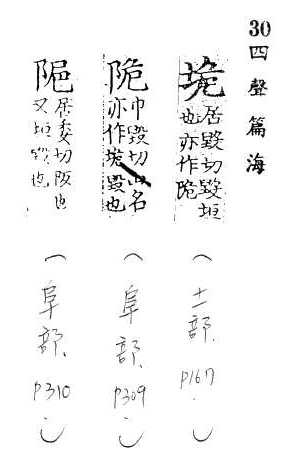 30 四聲篇海
垝 居毀切毀垣
也亦作陒
(土部. P167.)
陒 巾毀切山名
亦作垝毀也
(阜部. P309.)
居委切阪也
又垣毀也
(阜部. P310)